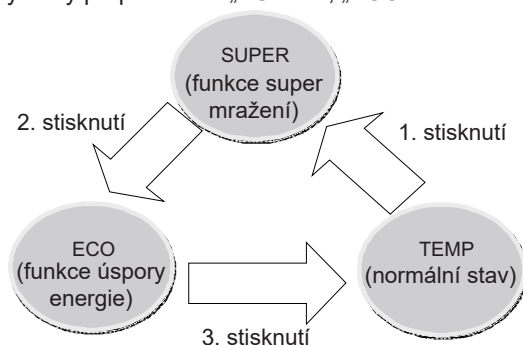 SUPER
(funkce super
mražení)
2. stisknutí
1. stisknutí
ECO
(funkce úspory
energie)
TEMP
(normální stav)
3. stisknutí